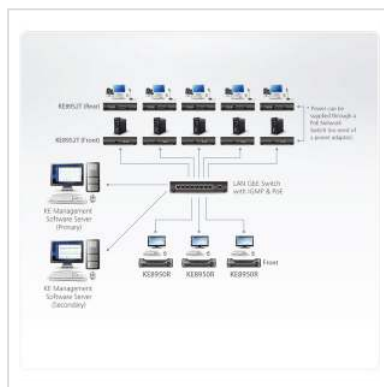 KE8952T (Rear)
Power can be
supplied through a
PoE Network
Switch (no need of
a power adapter)
KE8952T (Front)
LAN GbE Switch
with IGMP & PoE
KE Management
Software Server
(Primary)
KE8950R
KE8950R
KE8950R
Front
KE Management
Software Server
(Secondary)